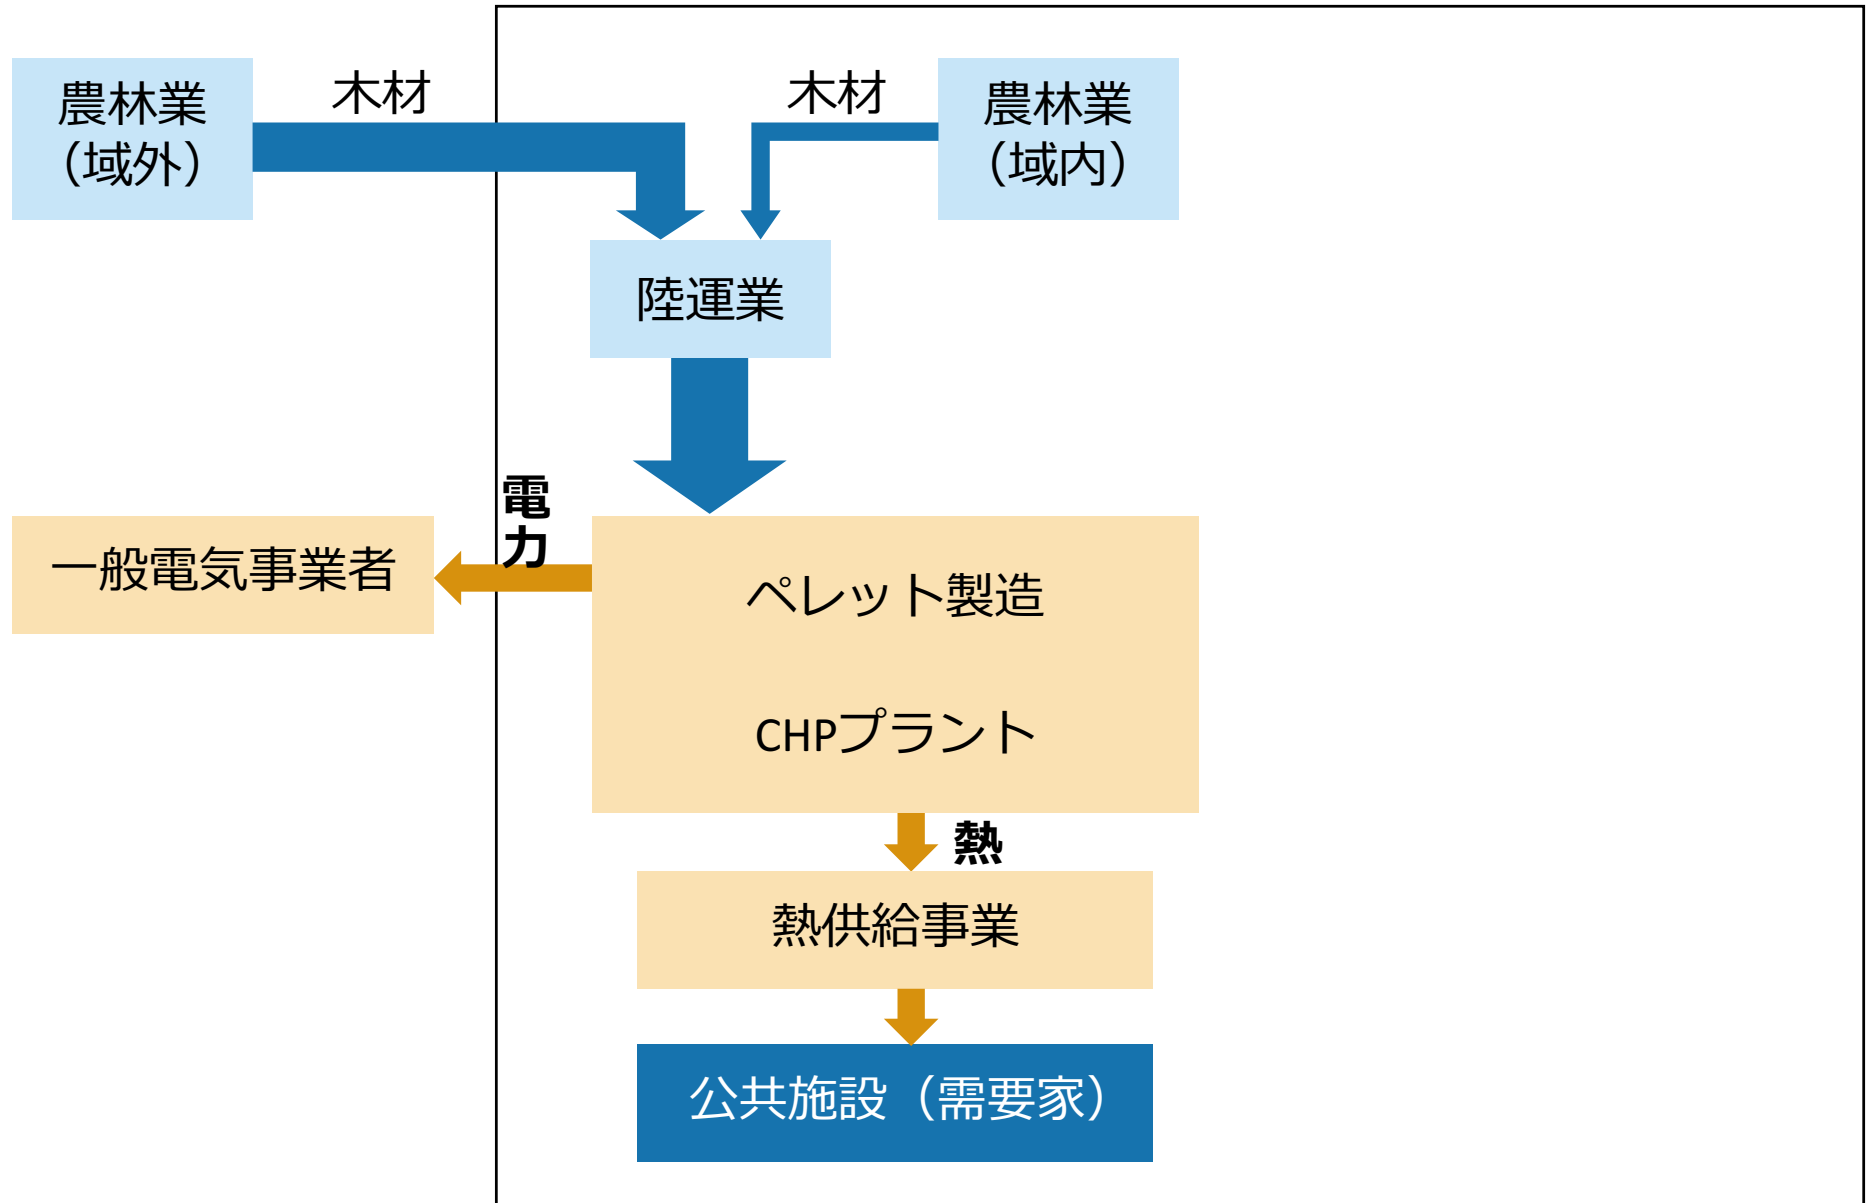 農林業
（域外）
木材
木材
農林業
（域内）
陸運業
電
力
一般電気事業者
ペレット製造
CHPプラント
熱
熱供給事業
公共施設（需要家）